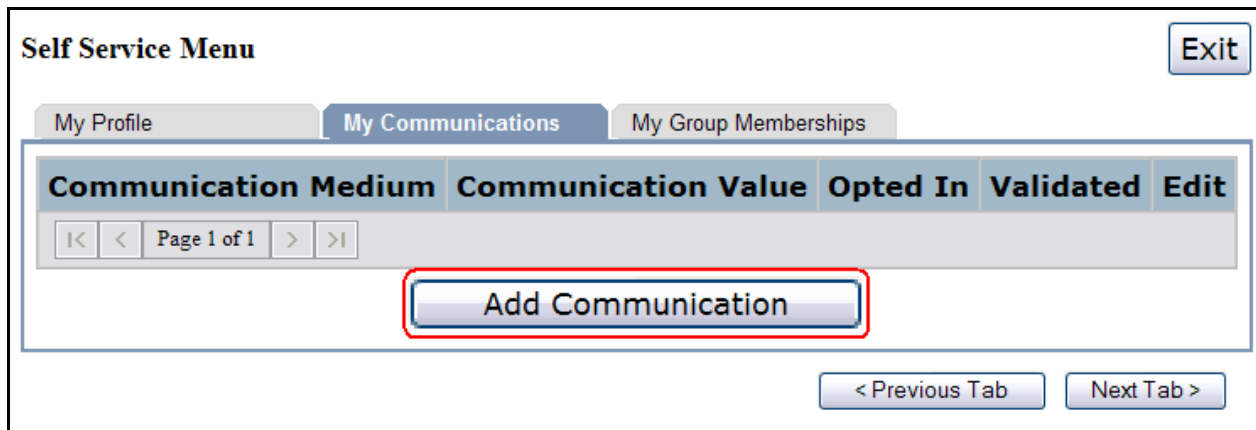 Self Service Menu Exit
My Profile My Communications My Group Memberships
Communication Medium Communication Value Opted In Validated Edit
|< < Page 1 of 1 > >|
Add Communication
< Previous Tab Next Tab >